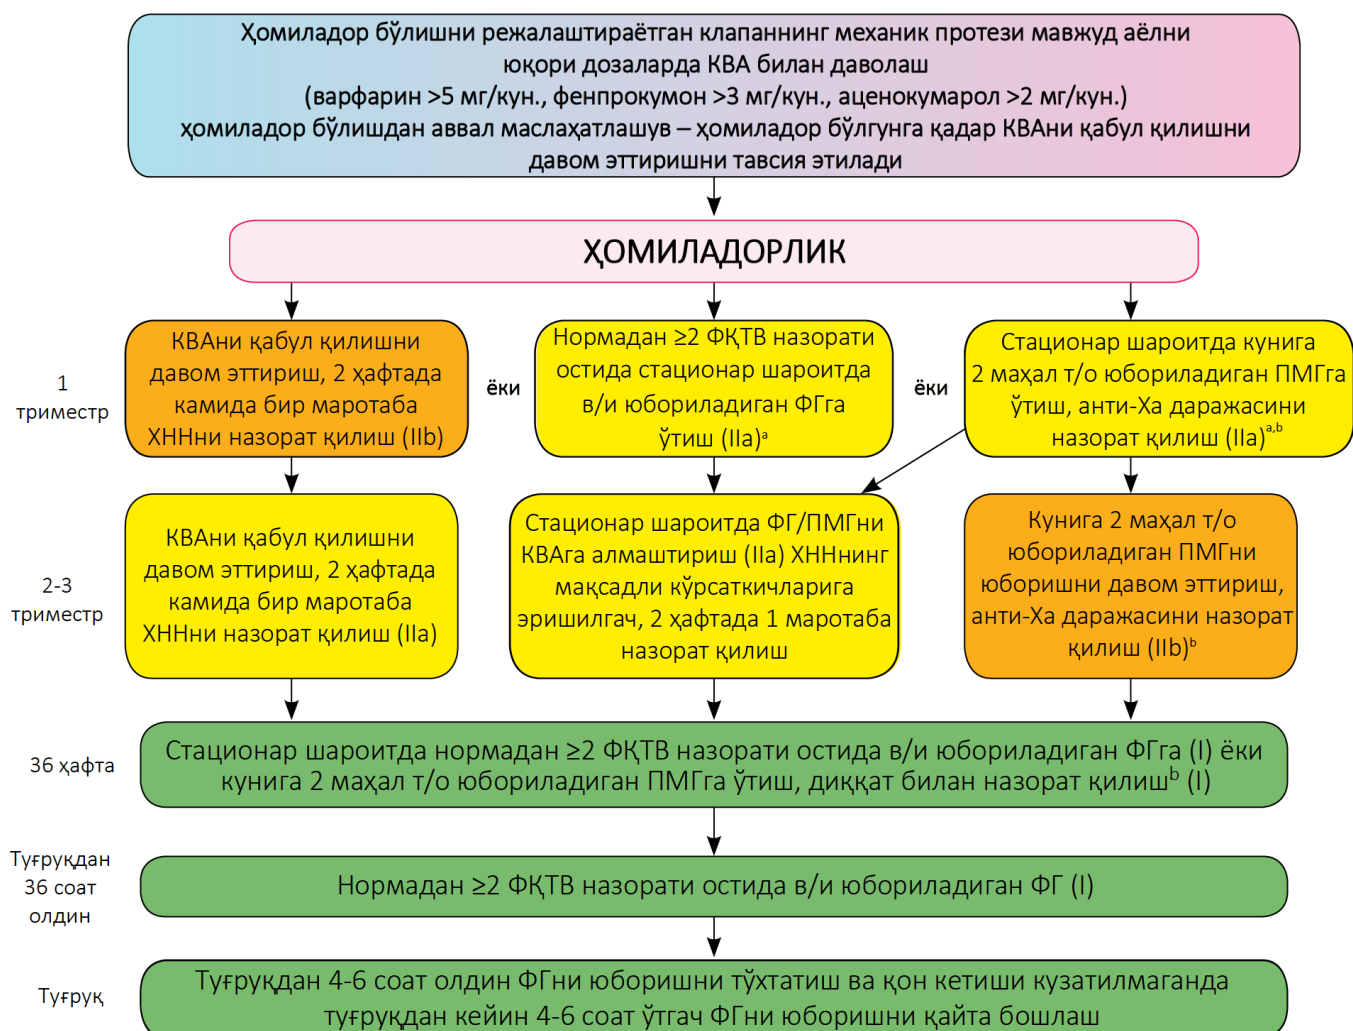 Ҳомиладор бўлишни режалаштираётган клапаннинг механик протези мавжуд аёлни
юқори дозаларда КВА билан даволаш
(варфарин >5 мг/кун., фенпрокумон >3 мг/кун., аценокумарол >2 мг/кун.)
ҳомиладор бўлишдан аввал маслаҳатлашув – ҳомиладор бўлгунга қадар КВАни қабул қилишни
давом эттиришни тавсия этилади
ҲОМИЛАДОРЛИК
1
триместр
КВАни қабул қилишни
давом эттириш, 2 ҳафтада
камида бир маротаба
ХННни назорат қилиш (IIb)
ёки
Нормадан ≥2 ФҚТВ назорати
остида стационар шароитда
в/и юбориладиган ФГга
ўтиш (IIa)ᵃ
ёки
Стационар шароитда кунига
2 маҳал т/о юбориладиган ПМГга
ўтиш, анти-Ха даражасини
назорат қилиш (IIa)ᵃ,ᵇ
2-3
триместр
КВАни қабул қилишни
давом эттириш, 2 ҳафтада
камида бир маротаба
ХННни назорат қилиш (IIa)
Стационар шароитда ФГ/ПМГни
КВАга алмаштириш (IIa) ХННнинг
мақсадли кўрсаткичларига
эришилгач, 2 ҳафтада 1 маротаба
назорат қилиш
Кунига 2 маҳал т/о
юбориладиган ПМГни
юборишни давом эттириш,
анти-Ха даражасини назорат
қилиш (IIb)ᵇ
36 ҳафта
Стационар шароитда нормадан ≥2 ФҚТВ назорати остида в/и юбориладиган ФГга (I) ёки
кунига 2 маҳал т/о юбориладиган ПМГга ўтиш, диққат билан назорат қилишᵇ (I)
Туғруқдан
36 соат
олдин
Нормадан ≥2 ФҚТВ назорати остида в/и юбориладиган ФГ (I)
Туғруқ
Туғруқдан 4-6 соат олдин ФГни юборишни тўхтатиш ва қон кетиши кузатилмаганда
туғруқдан кейин 4-6 соат ўтгач ФГни юборишни қайта бошлаш